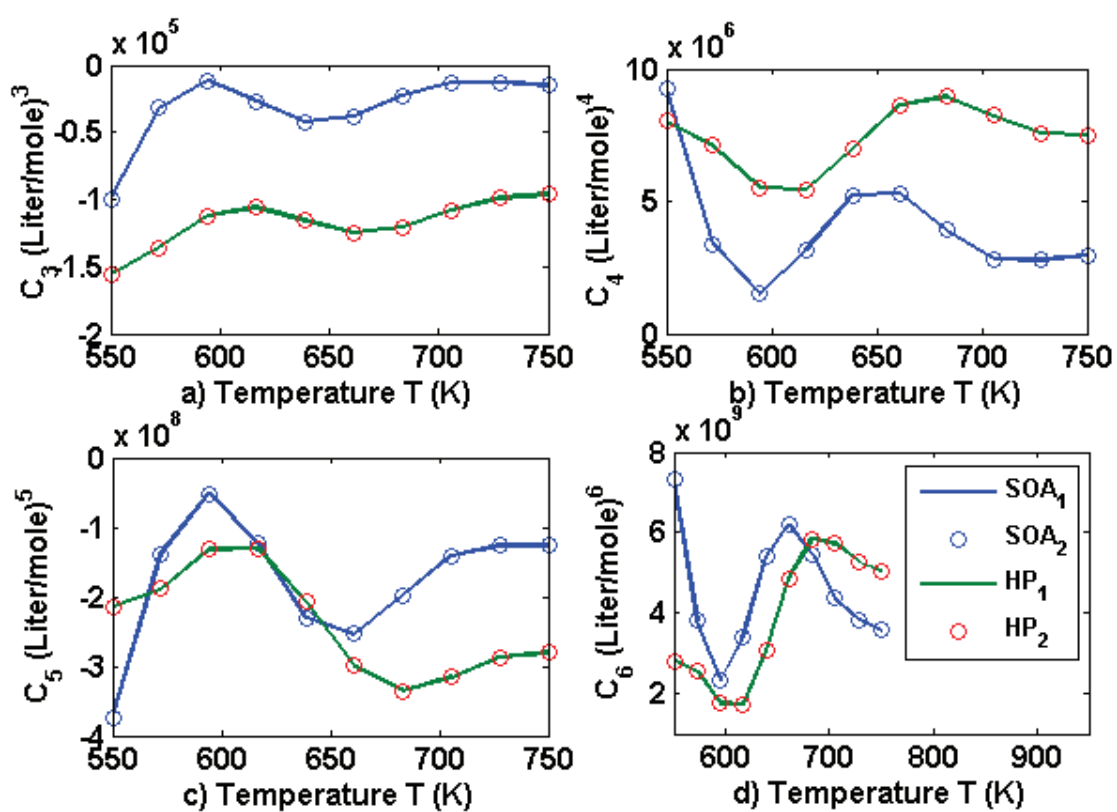 x 10^5
0
-0.5
-1
-1.5
-2
C_3 (Liter/mole)^3
550 600 650 700 750
a) Temperature T (K)
x 10^6
10
5
0
C_4 (Liter/mole)^4
550 600 650 700 750
b) Temperature T (K)
x 10^8
0
-1
-2
-3
-4
C_5 (Liter/mole)^5
550 600 650 700 750
c) Temperature T (K)
x 10^9
8
6
4
2
C_6 (Liter/mole)^6
600 700 800 900
d) Temperature T (K)
SOA_1
SOA_2
HP_1
HP_2